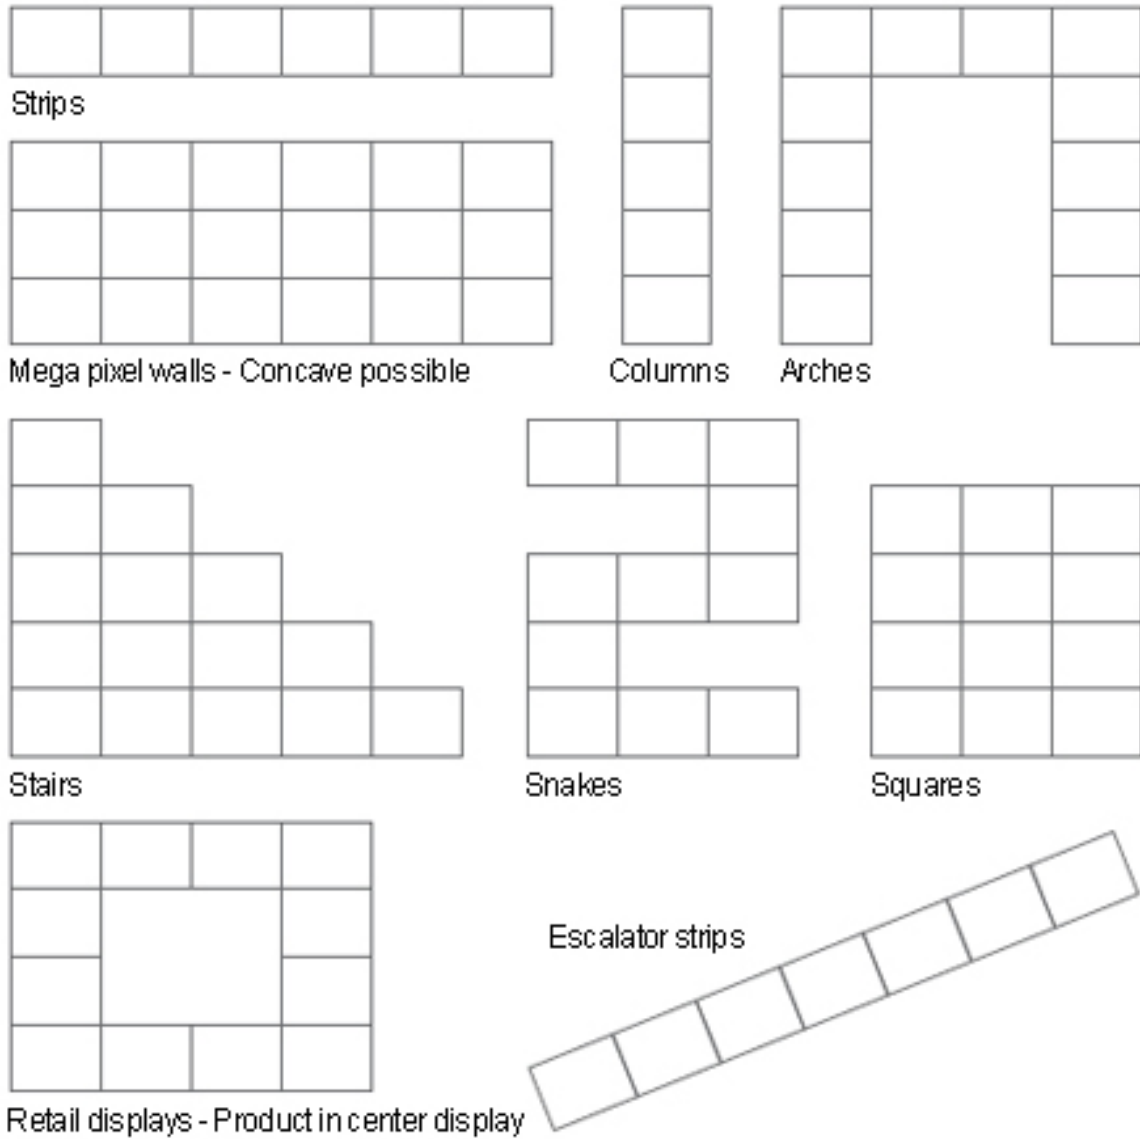 Strips
Mega pixel walls - Concave possible
Columns
Arches
Stairs
Snakes
Squares
Escalator strips
Retail displays - Product in center display